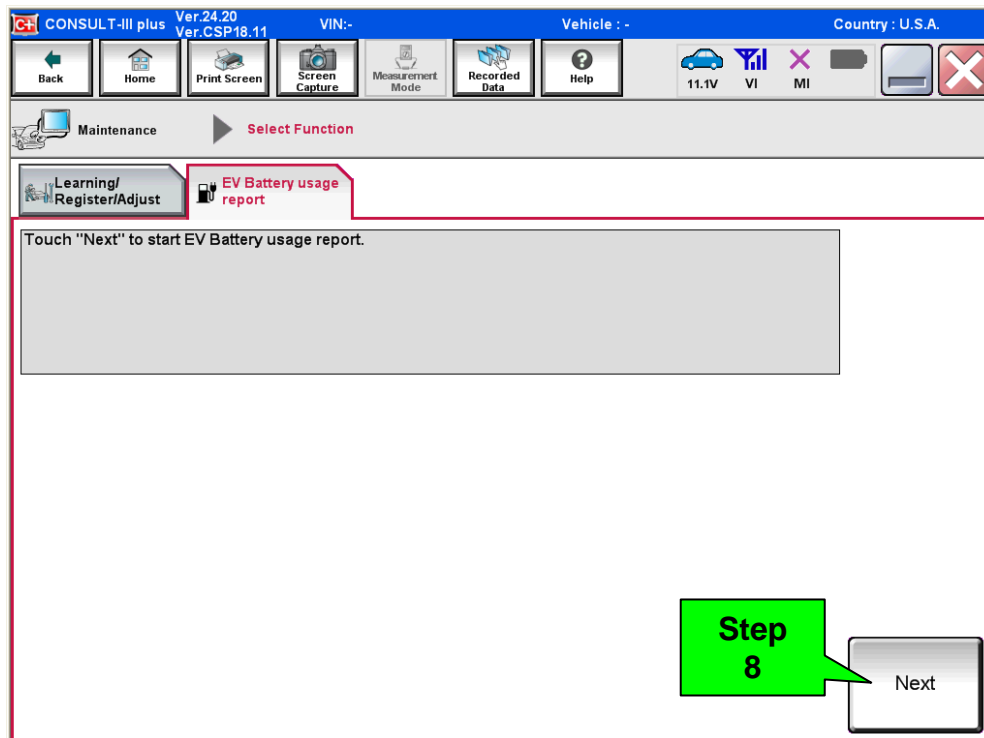 C+ CONSULT-III plus Ver.24.20 VIN:- Vehicle : - Country : U.S.A.
Ver.CSP18.11
Back Home Print Screen Screen Capture Measurement Mode Recorded Data ? Help 11.1V VI MI
Maintenance Select Function
Learning/ Register/Adjust EV Battery usage report
Touch "Next" to start EV Battery usage report.
Step
8
Next